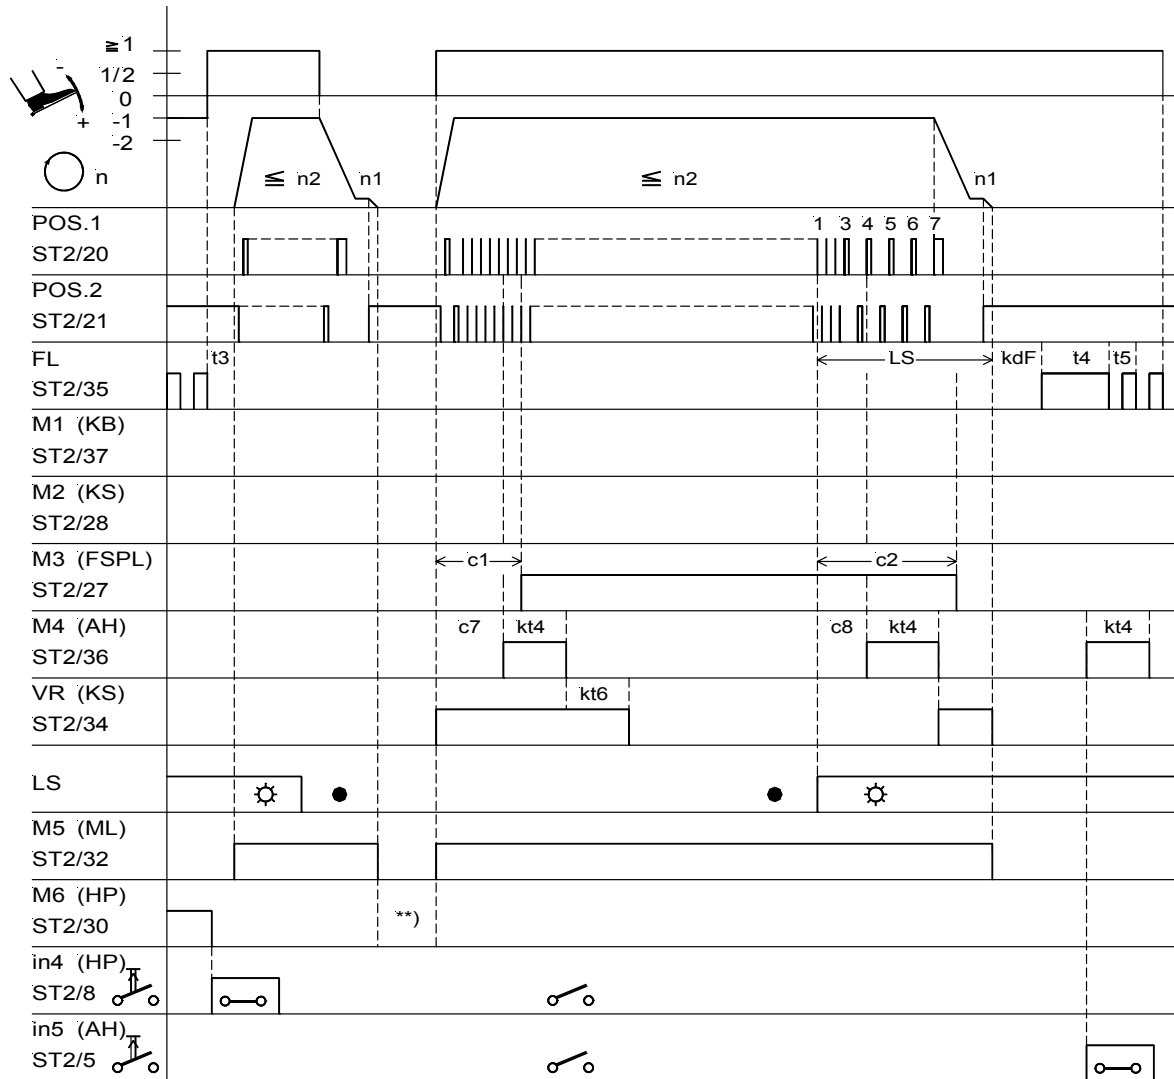 ≧1
1/2
0
-1
-2
-
+
n
≦ n2 n1 ≦ n2 n1
POS.1
ST2/20
1 3 4 5 6 7
POS.2
ST2/21
FL
ST2/35
t3 LS kdF t4 t5
M1 (KB)
ST2/37
M2 (KS)
ST2/28
M3 (FSPL)
ST2/27
c1 c2
M4 (AH)
ST2/36
c7 kt4 c8 kt4 kt4
VR (KS)
ST2/34
kt6
LS
M5 (ML)
ST2/32
M6 (HP)
ST2/30
**)
in4 (HP)
ST2/8
in5 (AH)
ST2/5